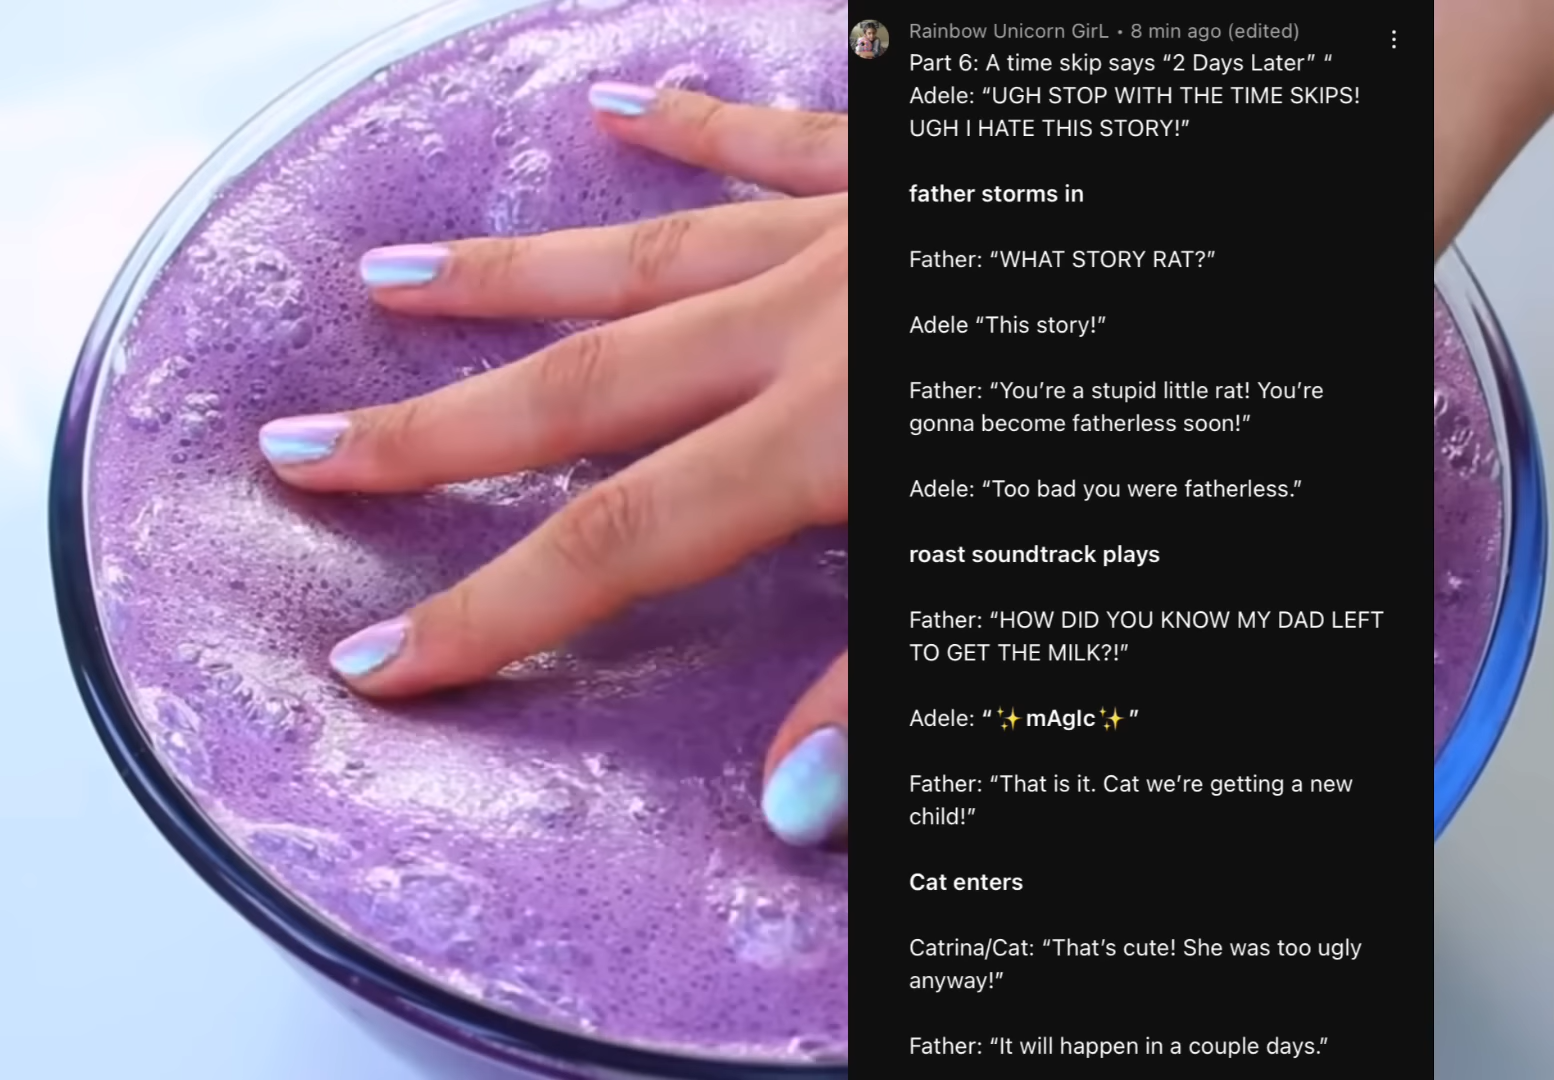 Rainbow Unicorn GirL • 8 min ago (edited)
Part 6: A time skip says “2 Days Later” “
Adele: “UGH STOP WITH THE TIME SKIPS!
UGH I HATE THIS STORY!”
father storms in
Father: “WHAT STORY RAT?”
Adele “This story!”
Father: “You’re a stupid little rat! You’re
gonna become fatherless soon!”
Adele: “Too bad you were fatherless.”
roast soundtrack plays
Father: “HOW DID YOU KNOW MY DAD LEFT
TO GET THE MILK?!”
Adele: “✨mAgIc✨”
Father: “That is it. Cat we’re getting a new
child!”
Cat enters
Catrina/Cat: “That’s cute! She was too ugly
anyway!”
Father: “It will happen in a couple days.”